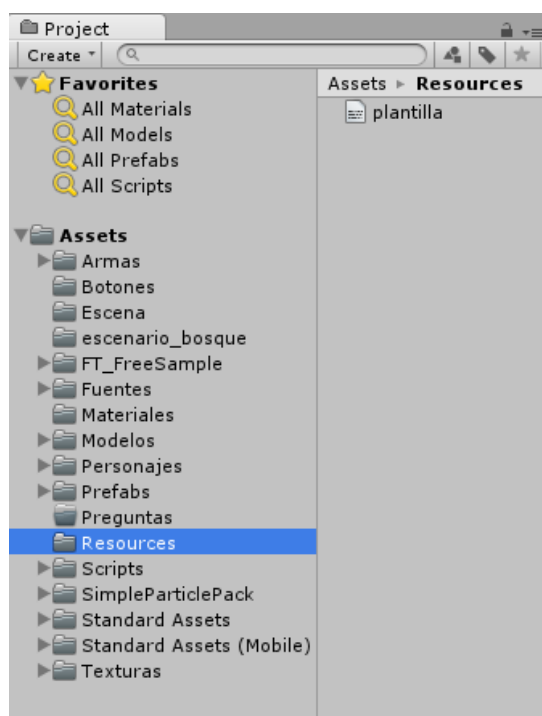 Project
Create
Favorites
All Materials
All Models
All Prefabs
All Scripts
Assets
Armas
Botones
Escena
escenario_bosque
FT_FreeSample
Fuentes
Materiales
Modelos
Personajes
Prefabs
Preguntas
Resources
Scripts
SimpleParticlePack
Standard Assets
Standard Assets (Mobile)
Texturas
Assets ▸ Resources
plantilla